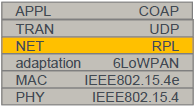 APPL COAP
TRAN UDP
NET RPL
adaptation 6LoWPAN
MAC IEEE802.15.4e
PHY IEEE802.15.4